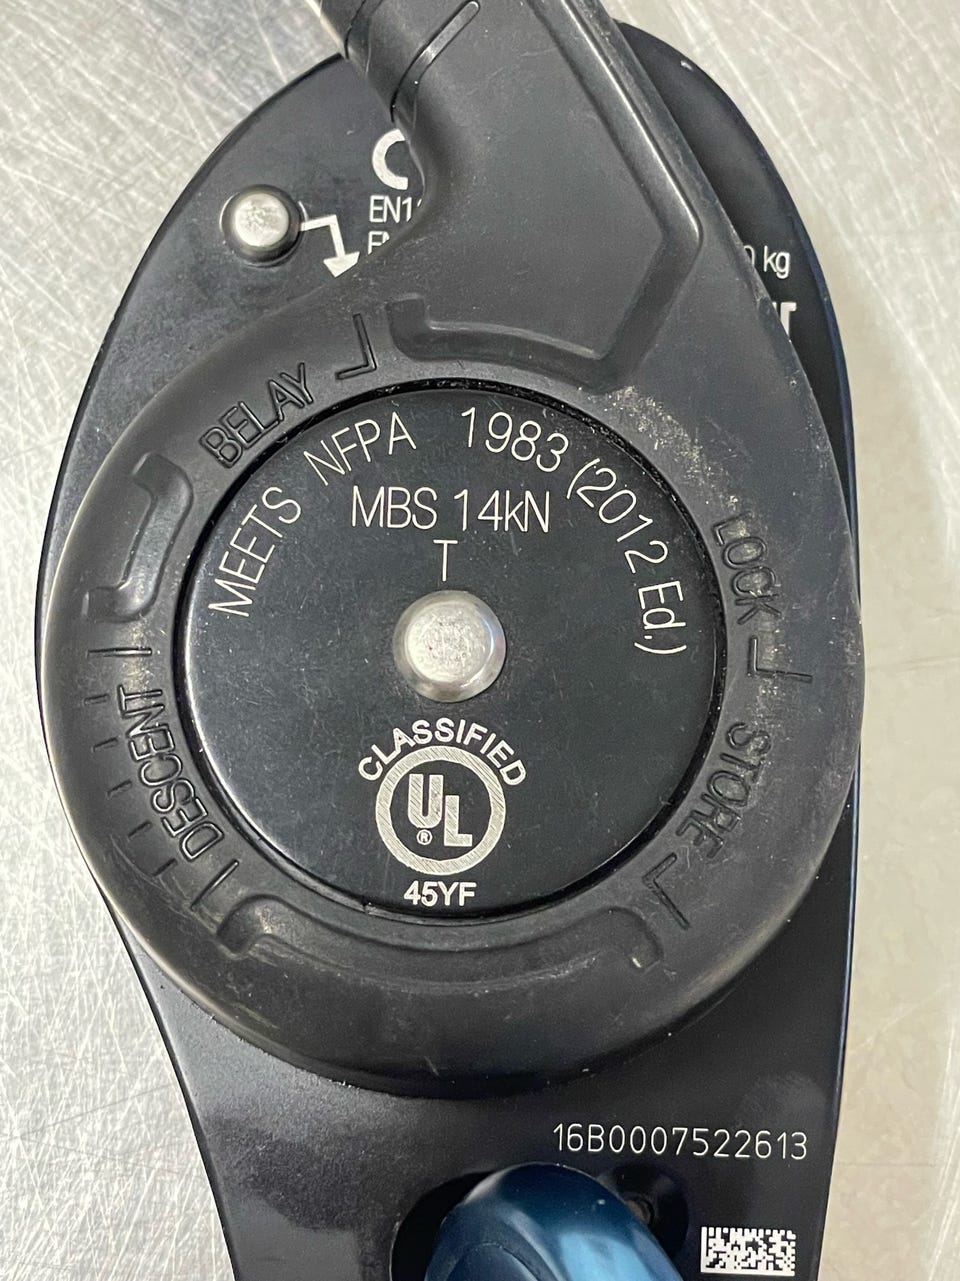 kg
BELAY
MEETS NFPA 1983 (2012 Ed.)
MBS 14kN
T
LOCK
STORE
DESCENT
CLASSIFIED
UL
®
45YF
16B0007522613